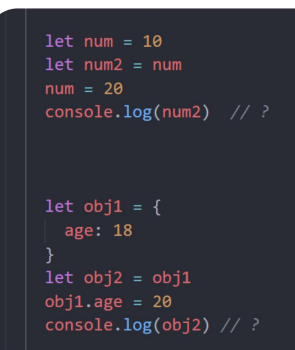 let num = 10
let num2 = num
num = 20
console.log(num2)  // ?
let obj1 = {
  age: 18
}
let obj2 = obj1
obj1.age = 20
console.log(obj2) // ?